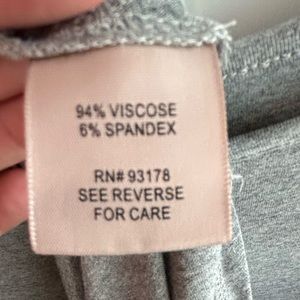 94% VISCOSE
6% SPANDEX
RN# 93178
SEE REVERSE
FOR CARE